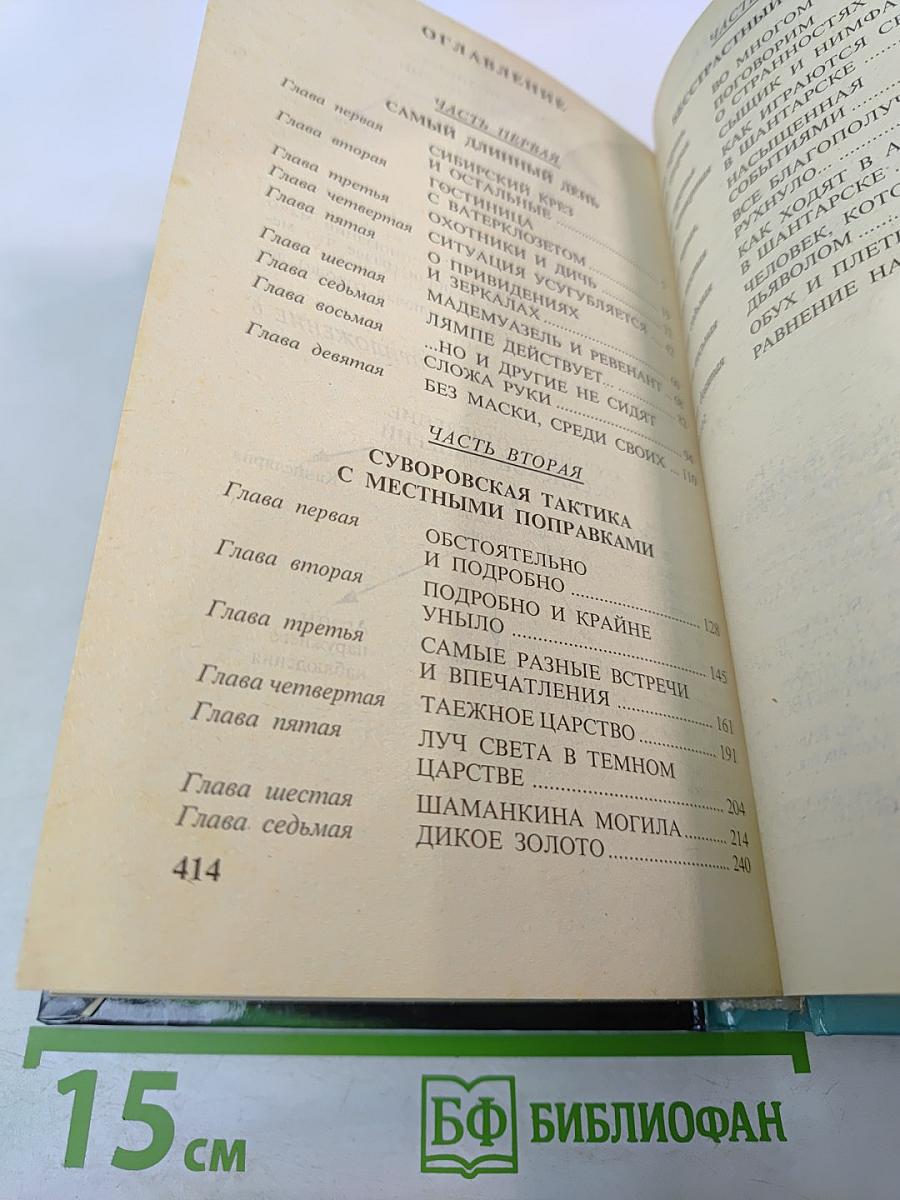 ОГЛАВЛЕНИЕ
ЧАСТЬ ПЕРВАЯ
САМЫЙ ДЛИННЫЙ ДЕНЬ
Глава первая СИБИРСКИЙ КРЕЗ
И ОСТАЛЬНЫЕ
Глава вторая ГОСТИНИЦА
С ВАТЕРКЛОЗЕТОМ
Глава третья ОХОТНИКИ И ДИЧЬ
Глава четвертая СИТУАЦИЯ УСУГУБЛЯЕТСЯ
Глава пятая О ПРИВИДЕНИЯХ
И ЗЕРКАЛАХ
Глава шестая МАДЕМУАЗЕЛЬ И РЕВЕНАНТ
Глава седьмая ЛЯМПЕ ДЕЙСТВУЕТ...
Глава восьмая ...НО И ДРУГИЕ НЕ СИДЯТ
СЛОЖА РУКИ
Глава девятая БЕЗ МАСКИ, СРЕДИ СВОИХ ... 110
ЧАСТЬ ВТОРАЯ
СУВОРОВСКАЯ ТАКТИКА
С МЕСТНЫМИ ПОПРАВКАМИ
Глава первая ОБСТОЯТЕЛЬНО
И ПОДРОБНО ... 128
Глава вторая ПОДРОБНО И КРАЙНЕ
УНЫЛО ... 145
Глава третья САМЫЕ РАЗНЫЕ ВСТРЕЧИ
И ВПЕЧАТЛЕНИЯ ... 161
Глава четвертая ТАЕЖНОЕ ЦАРСТВО ... 191
Глава пятая ЛУЧ СВЕТА В ТЕМНОМ
ЦАРСТВЕ ... 204
Глава шестая ШАМАНКИНА МОГИЛА ... 214
Глава седьмая ДИКОЕ ЗОЛОТО ... 240
414
ЧАСТЬ
ВО МНОГОМ
ПОГОВОРИМ
О СТРАННОСТЯХ
СЫЩИК И НИМФА
КАК ИГРАЮТСЯ
В ШАНТАРСКЕ
НАСЫЩЕННАЯ
СОБЫТИЯМИ
ВСЕ
РУХНУЛО...
КАК ХОДЯТ В
В ШАНТАРСКЕ
ЧЕЛОВЕК,
ДЬЯВОЛОМ
ОБУХ И
РАВНЕНИЕ НА
15 см
БФ БИБЛИОФАН